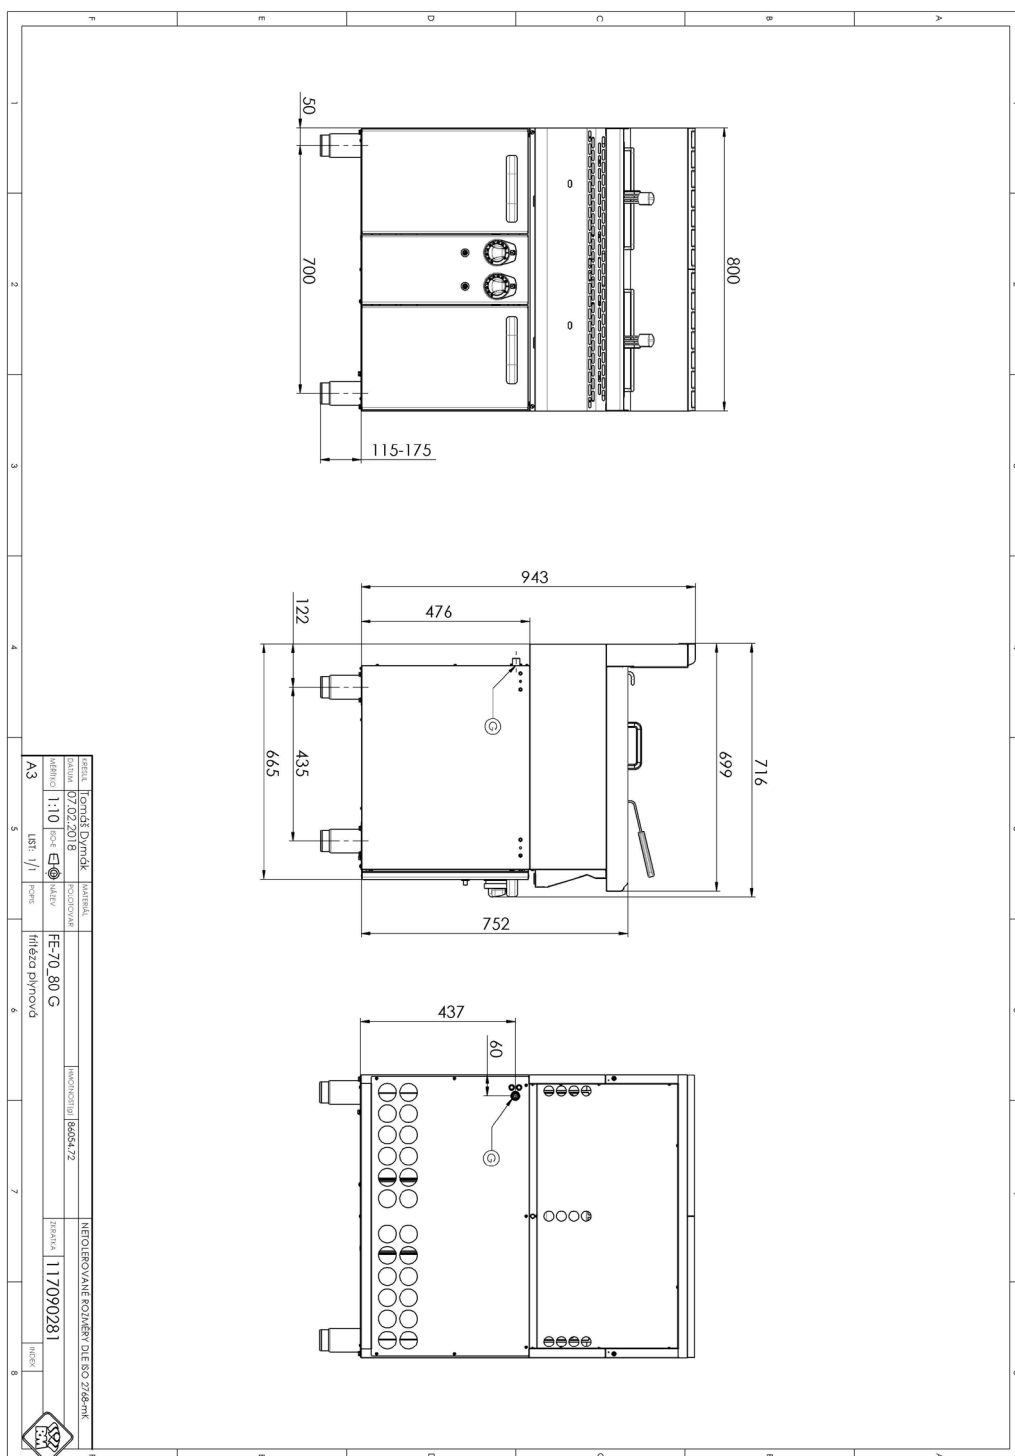 F E D C B A
1
2
3
4
5
6
7
8
50
700
800
115-175
943
476
122
435
665
699
716
752
G
437
60
G
KRESLIL Tomáš Dymák
DATUM 07.02.2018
MĚŘÍTKO 1:10 ISO-E
A3 LIST: 1/1
MATERIÁL
POLOTOVAR
NÁZEV FE-70_80 G
POPIS fritéza plynová
HMOTNOST(g) 86054.72
NETOLEROVANÉ ROZMĚRY DLE ISO 2768-mK
ZKRATKA 117090281
INDEX